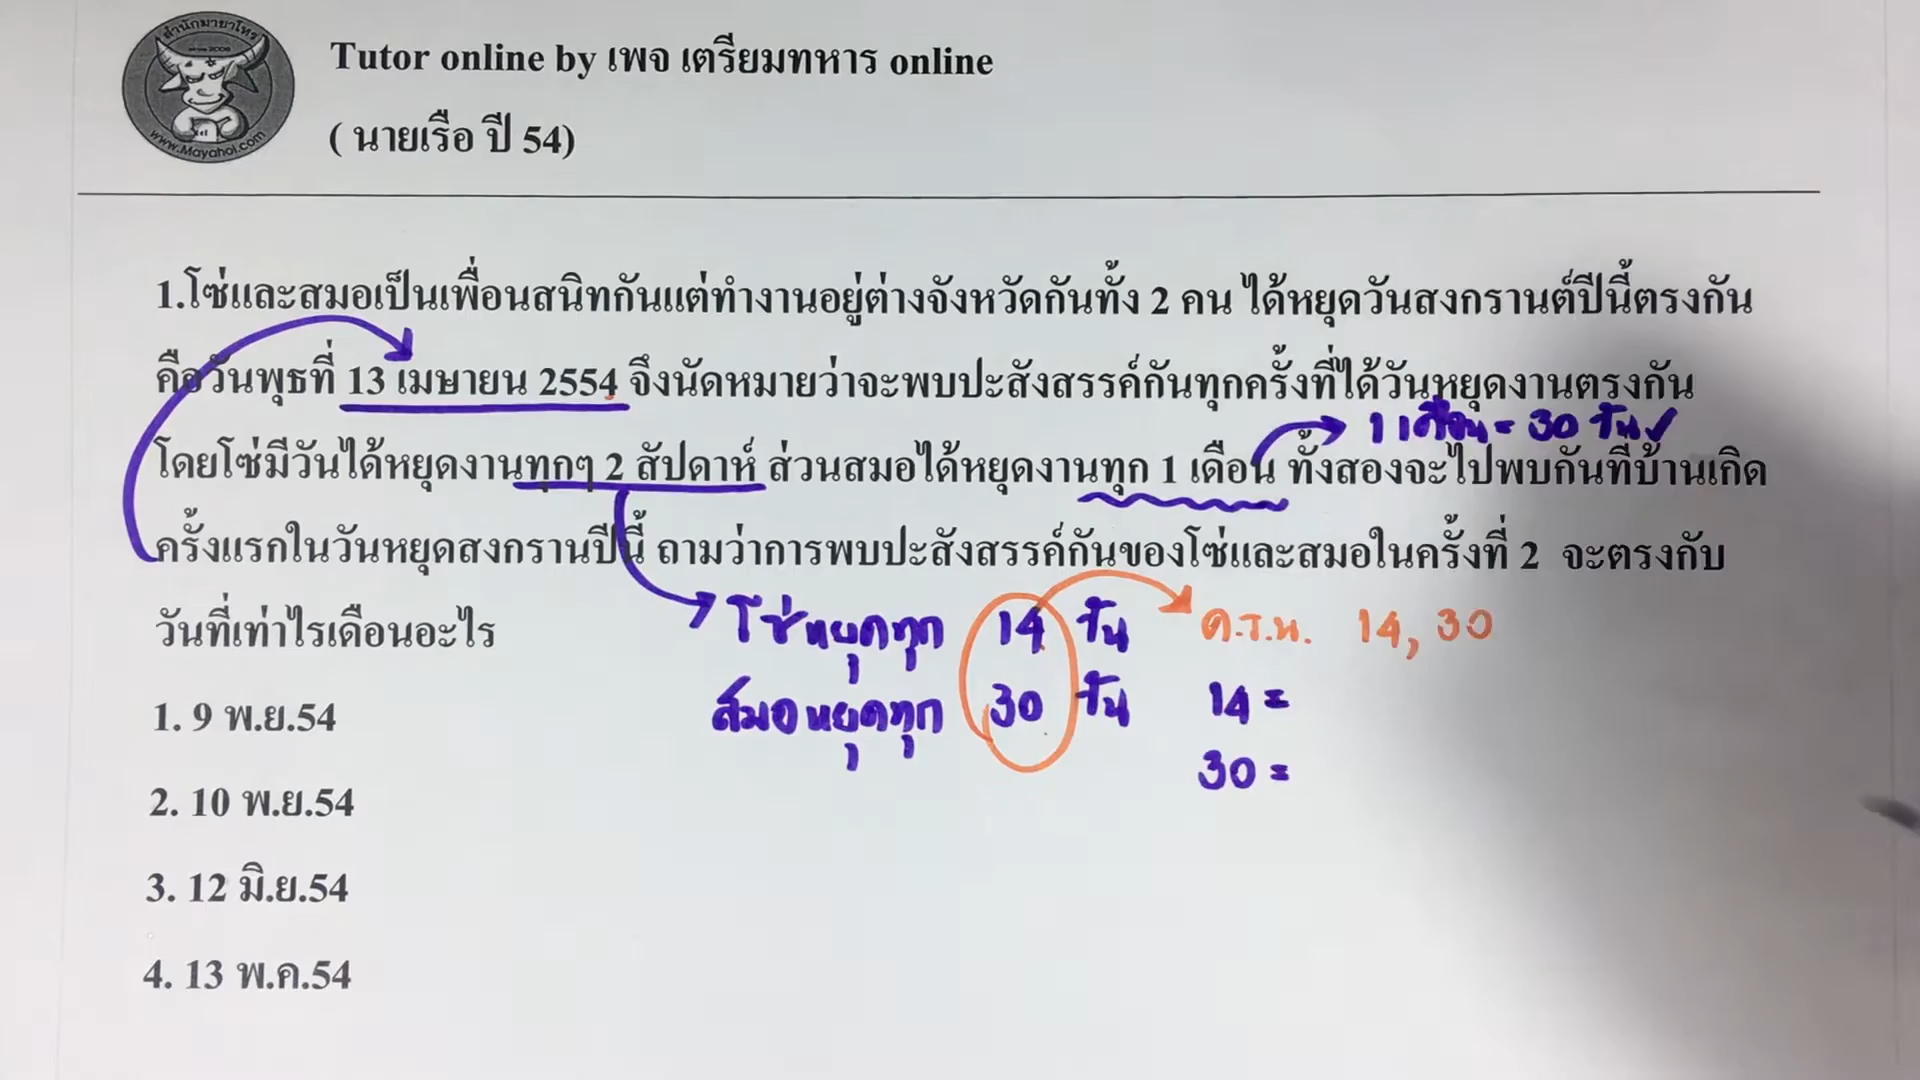 สำนักมายาโหร
since 2006
www.Mayahoi.com
Tutor online by เพจ เตรียมทหาร online
( นายเรือ ปี 54)
1.โซ่และสมอเป็นเพื่อนสนิทกันแต่ทำงานอยู่ต่างจังหวัดกันทั้ง 2 คน ได้หยุดวันสงกรานต์ปีนี้ตรงกัน
คือวันพุธที่ 13 เมษายน 2554 จึงนัดหมายว่าจะพบปะสังสรรค์กันทุกครั้งที่ได้วันหยุดงานตรงกัน
1 เดือน = 30 วัน ✓
โดยโซ่มีวันได้หยุดงานทุกๆ 2 สัปดาห์ ส่วนสมอได้หยุดงานทุก 1 เดือน ทั้งสองจะไปพบกันที่บ้านเกิด
ครั้งแรกในวันหยุดสงกรานปีนี้ ถามว่าการพบปะสังสรรค์กันของโซ่และสมอในครั้งที่ 2 จะตรงกับ
วันที่เท่าไรเดือนอะไร
โซ่หยุดทุก 14 วัน ค.ร.น. 14, 30
สมอหยุดทุก 30 วัน 14 =
30 =
1. 9 พ.ย.54
2. 10 พ.ย.54
3. 12 มิ.ย.54
4. 13 พ.ค.54